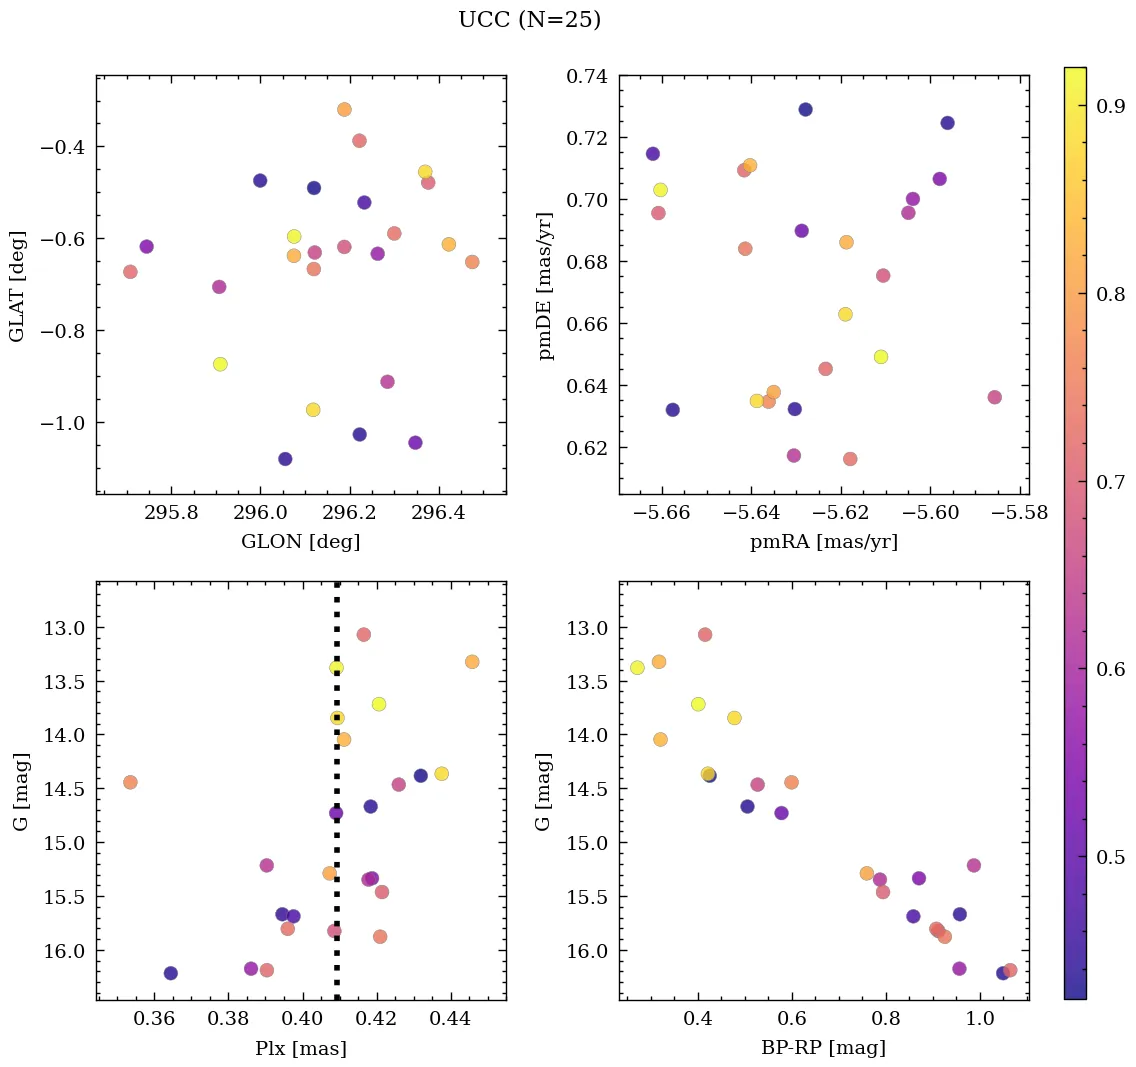 UCC (N=25)
−0.4
−0.6
−0.8
−1.0
GLAT [deg]
295.8 296.0 296.2 296.4
GLON [deg]
0.74
0.72
0.70
0.68
0.66
0.64
0.62
pmDE [mas/yr]
−5.66 −5.64 −5.62 −5.60 −5.58
pmRA [mas/yr]
13.0
13.5
14.0
14.5
15.0
15.5
16.0
G [mag]
0.36 0.38 0.40 0.42 0.44
Plx [mas]
13.0
13.5
14.0
14.5
15.0
15.5
16.0
G [mag]
0.4 0.6 0.8 1.0
BP-RP [mag]
0.9
0.8
0.7
0.6
0.5